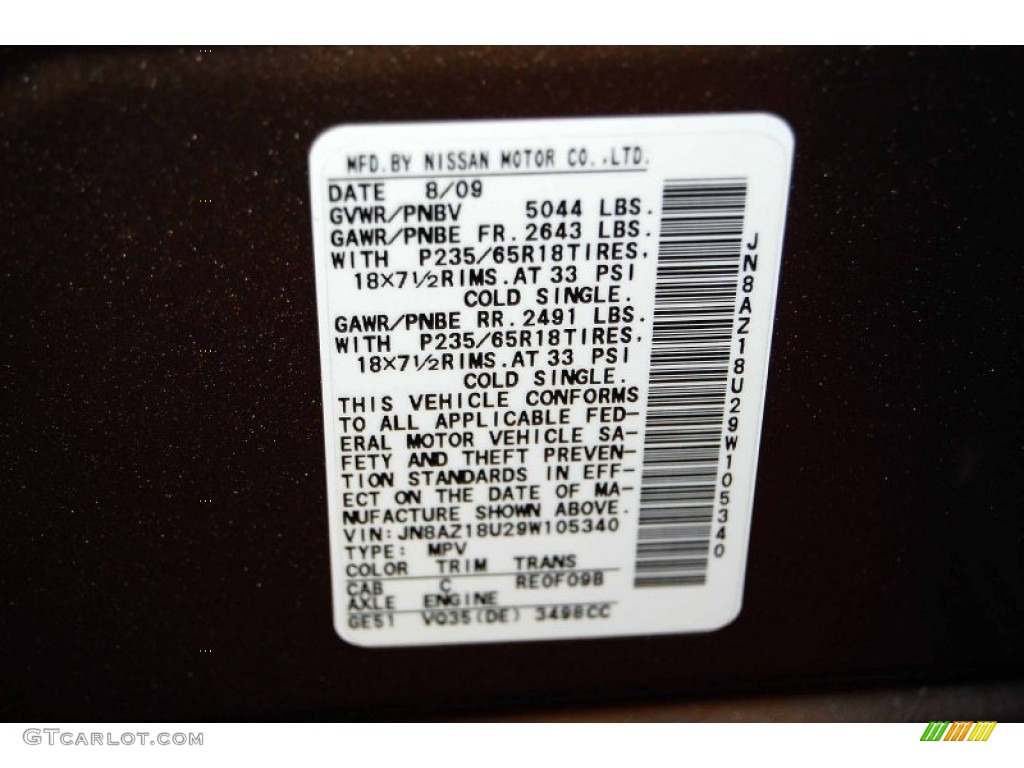 MFD.BY NISSAN MOTOR CO.,LTD.
DATE 8/09
GVWR/PNBV 5044 LBS.
GAWR/PNBE FR. 2643 LBS.
WITH P235/65R18TIRES,
18×7½RIMS.AT 33 PSI
COLD SINGLE.
GAWR/PNBE RR. 2491 LBS.
WITH P235/65R18TIRES,
18×7½RIMS.AT 33 PSI
COLD SINGLE.
THIS VEHICLE CONFORMS
TO ALL APPLICABLE FED-
ERAL MOTOR VEHICLE SA-
FETY AND THEFT PREVEN-
TION STANDARDS IN EFF-
ECT ON THE DATE OF MA-
NUFACTURE SHOWN ABOVE.
VIN:JN8AZ18U29W105340
TYPE: MPV
COLOR TRIM TRANS
CAB C RE0F09B
AXLE ENGINE
GE51 VQ35(DE) 3498CC
JN8AZ18U29W105340
GTCarlot.com